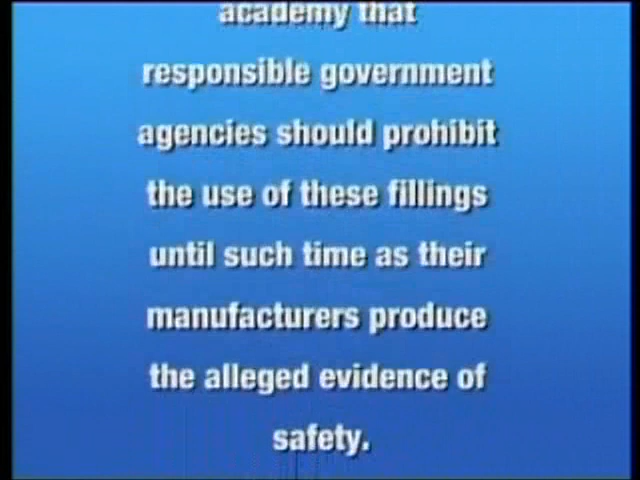 academy that
responsible government
agencies should prohibit
the use of these fillings
until such time as their
manufacturers produce
the alleged evidence of
safety.